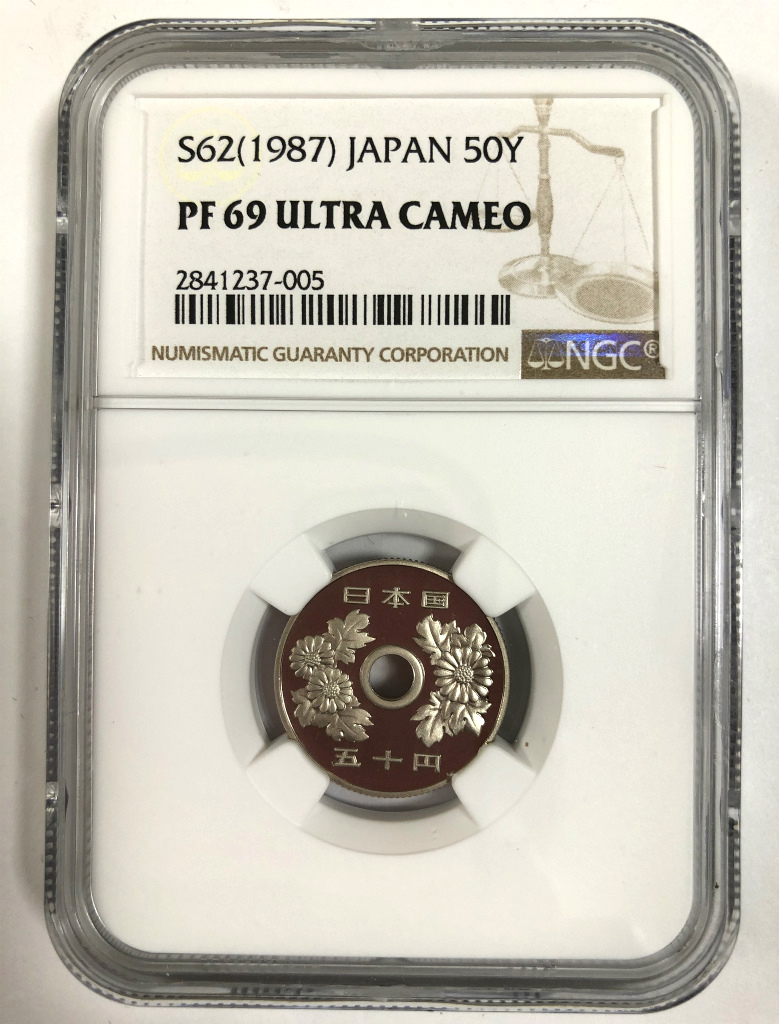 S62(1987) JAPAN 50Y
PF 69 ULTRA CAMEO
2841237-005
NUMISMATIC GUARANTY CORPORATION
NGC®
日本国
五十円